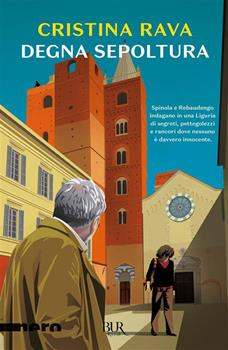 CRISTINA RAVA
DEGNA SEPOLTURA
Spinola e Rebaudengo
indagano in una Liguria
di segreti, pettegolezzi
e rancori dove nessuno
è davvero innocente.
nero
BUR